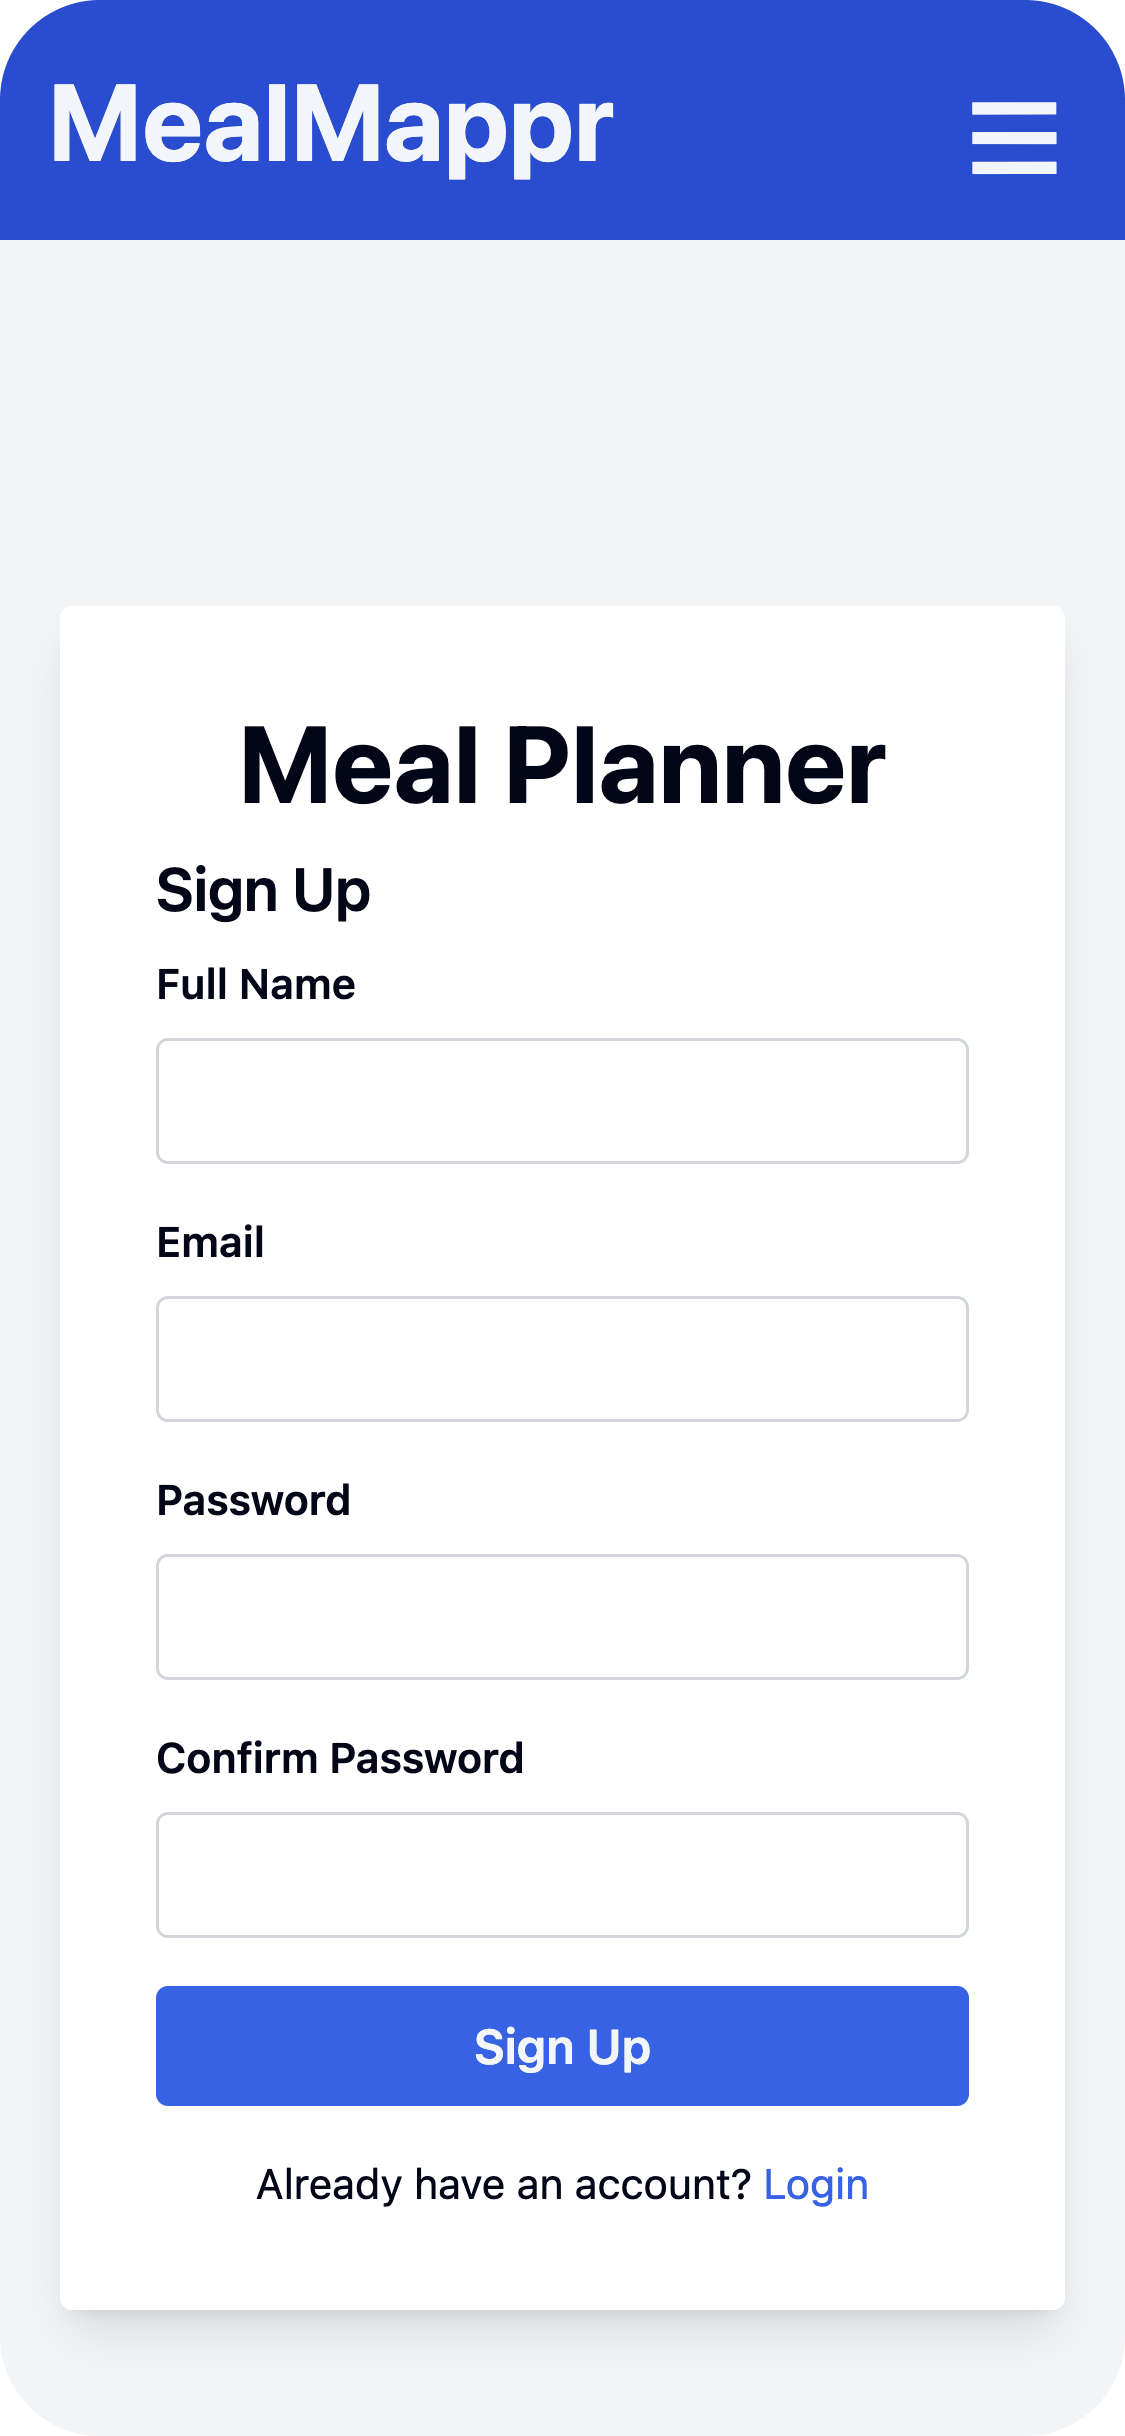 MealMappr
Meal Planner
Sign Up
Full Name
Email
Password
Confirm Password
Sign Up
Already have an account? Login